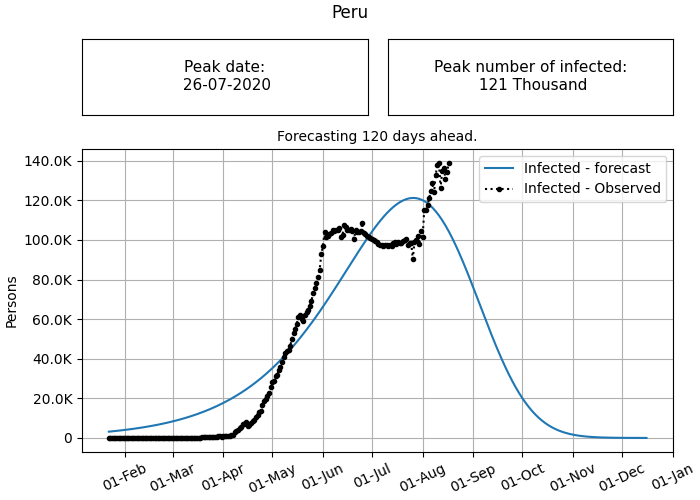 Peru
Peak date:
26-07-2020
Peak number of infected:
121 Thousand
Forecasting 120 days ahead.
Infected - forecast
Infected - Observed
Persons
140.0K
120.0K
100.0K
80.0K
60.0K
40.0K
20.0K
0
01-Feb
01-Mar
01-Apr
01-May
01-Jun
01-Jul
01-Aug
01-Sep
01-Oct
01-Nov
01-Dec
01-Jan